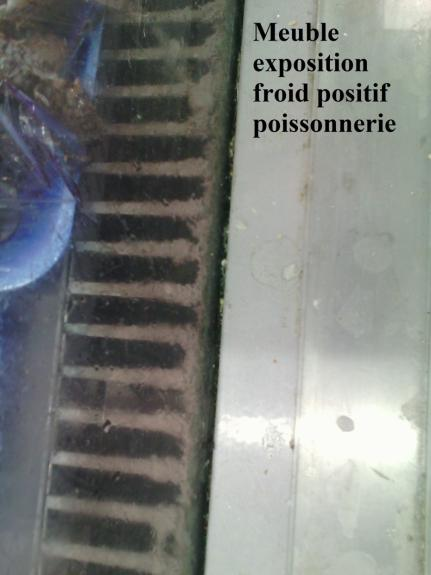 Meuble
exposition
froid positif
poissonnerie